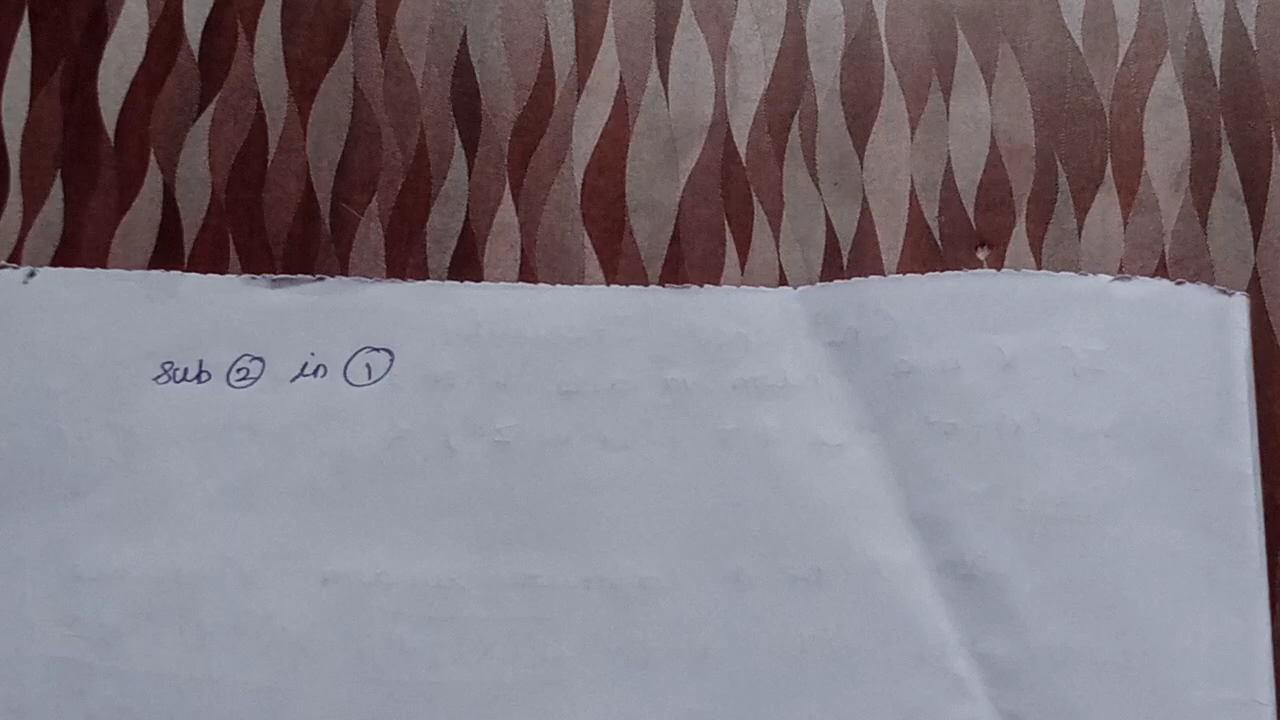 sub ② in ①